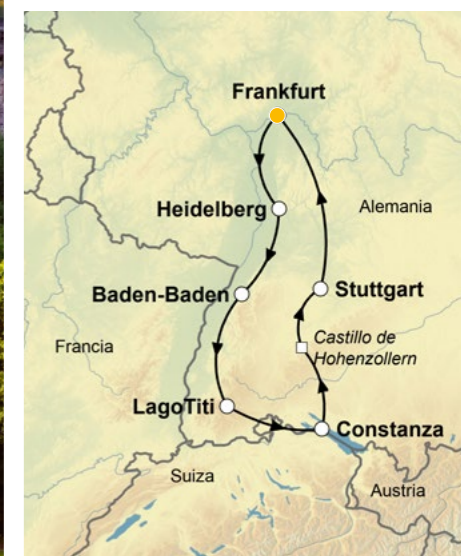 Frankfurt
Heidelberg
Alemania
Baden-Baden
Stuttgart
Francia
Castillo de
Hohenzollern
LagoTiti
Constanza
Suiza
Austria